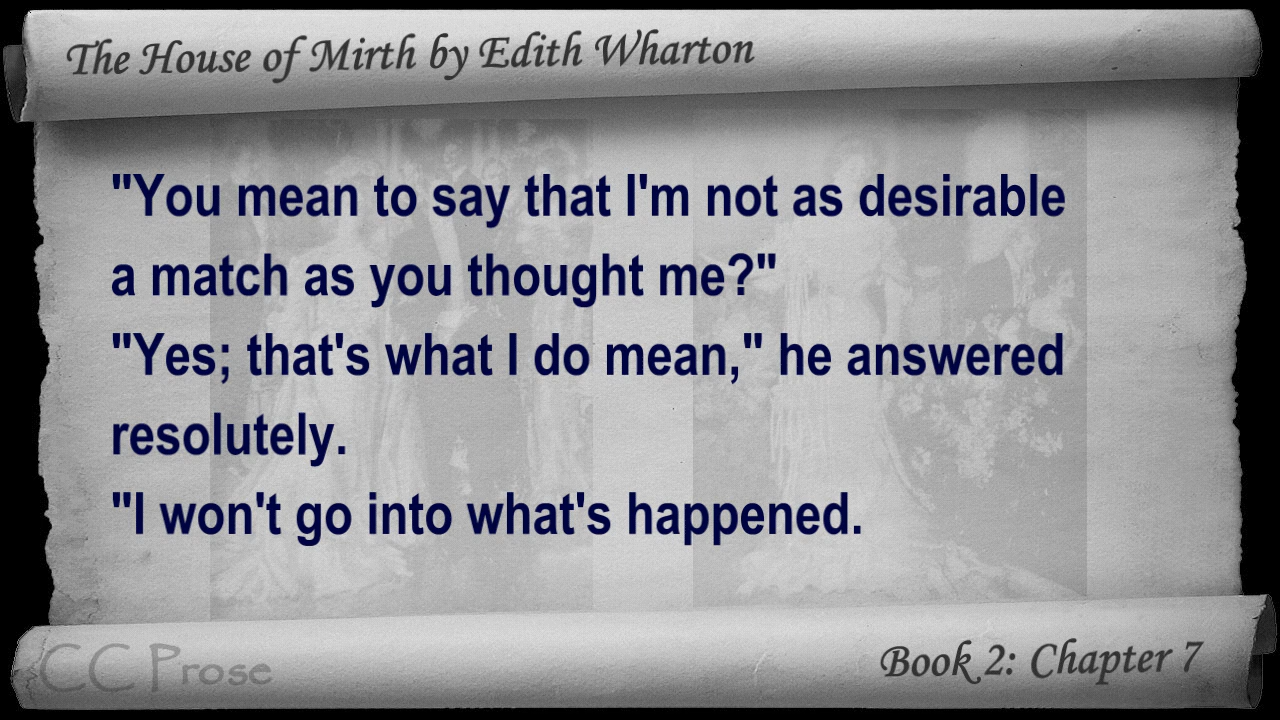 The House of Mirth by Edith Wharton
"You mean to say that I'm not as desirable
a match as you thought me?"
"Yes; that's what I do mean," he answered
resolutely.
"I won't go into what's happened.
CC Prose
Book 2: Chapter 7